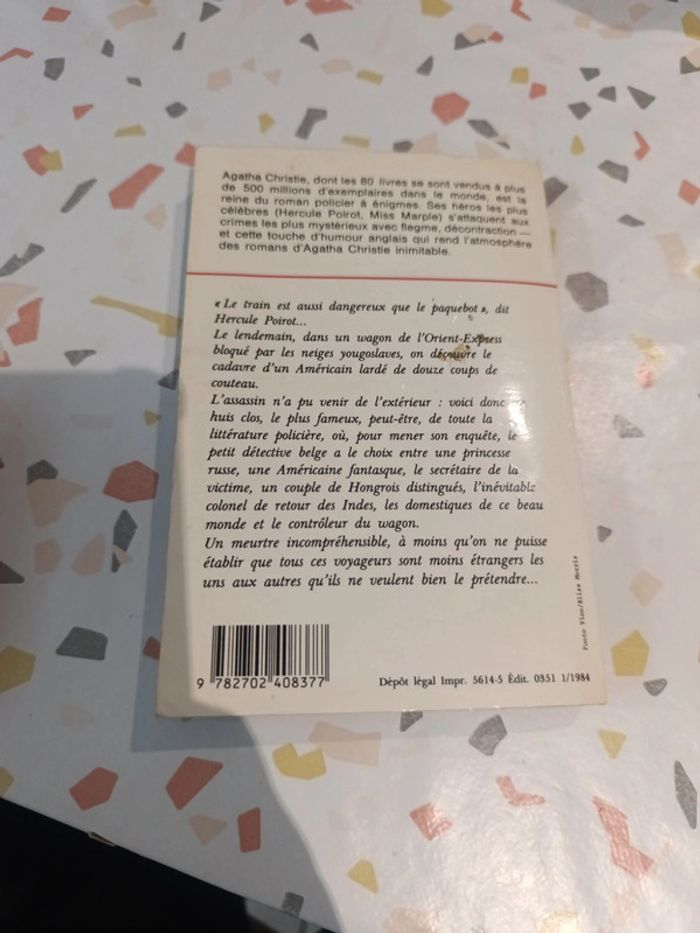 Agatha Christie, dont les 80 livres se sont vendus à plus
de 500 millions d'exemplaires dans le monde, est la
reine du roman policier à énigmes. Ses héros les plus
célèbres (Hercule Poirot, Miss Marple) s'attaquent aux
crimes les plus mystérieux avec flegme, décontraction —
et cette touche d'humour anglais qui rend l'atmosphère
des romans d'Agatha Christie inimitable.
« Le train est aussi dangereux que le paquebot », dit
Hercule Poirot...
Le lendemain, dans un wagon de l'Orient-Express
bloqué par les neiges yougoslaves, on découvre le
cadavre d'un Américain lardé de douze coups de
couteau.
L'assassin n'a pu venir de l'extérieur : voici donc
huis clos, le plus fameux, peut-être, de toute la
littérature policière, où, pour mener son enquête, le
petit détective belge a le choix entre une princesse
russe, une Américaine fantasque, le secrétaire de la
victime, un couple de Hongrois distingués, l'inévitable
colonel de retour des Indes, les domestiques de ce beau
monde et le contrôleur du wagon.
Un meurtre incompréhensible, à moins qu'on ne puisse
établir que tous ces voyageurs sont moins étrangers les
uns aux autres qu'ils ne veulent bien le prétendre...
Photo Vloo/Elias Morris
9 782702 408377
Dépôt légal Impr. 5614-5 Édit. 0351 1/1984